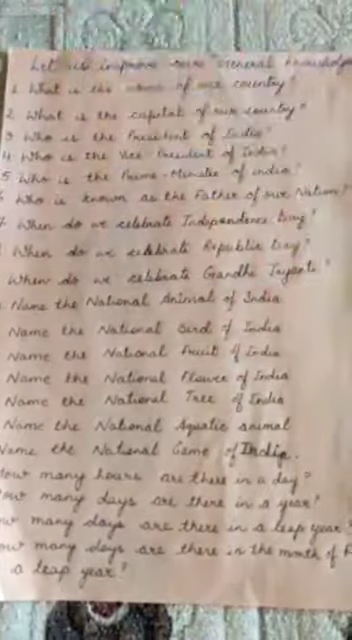 Let us improve our General Knowledge
1 What is the name of our country?
2 What is the capital of our country?
3 Who is the President of India?
4 Who is the Vice-President of India?
5 Who is the Prime-Minister of india?
Who is known as the Father of our Nation?
When do we celebrate Independence Day?
When do we celebrate Republic Day?
When do we celebrate Gandhi Jayanti?
Name the National Animal of India
Name the National Bird of India
Name the National Fruit of India
Name the National Flower of India
Name the National Tree of India
Name the National Aquatic animal
Name the National Game of India.
How many hours are there in a day?
How many days are there in a year?
How many days are there in a leap year?
How many days are there in the month of
a leap year?